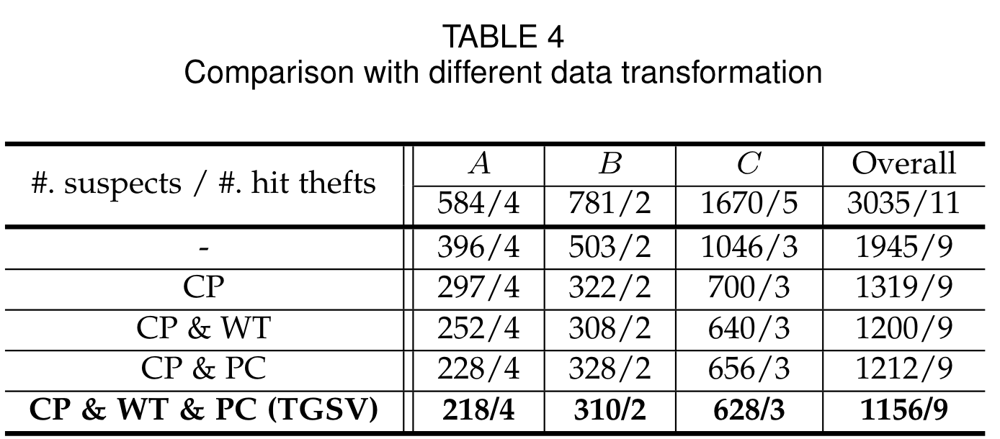 TABLE 4
Comparison with different data transformation
#. suspects / #. hit thefts A B C Overall
584/4 781/2 1670/5 3035/11
- 396/4 503/2 1046/3 1945/9
CP 297/4 322/2 700/3 1319/9
CP & WT 252/4 308/2 640/3 1200/9
CP & PC 228/4 328/2 656/3 1212/9
CP & WT & PC (TGSV) 218/4 310/2 628/3 1156/9